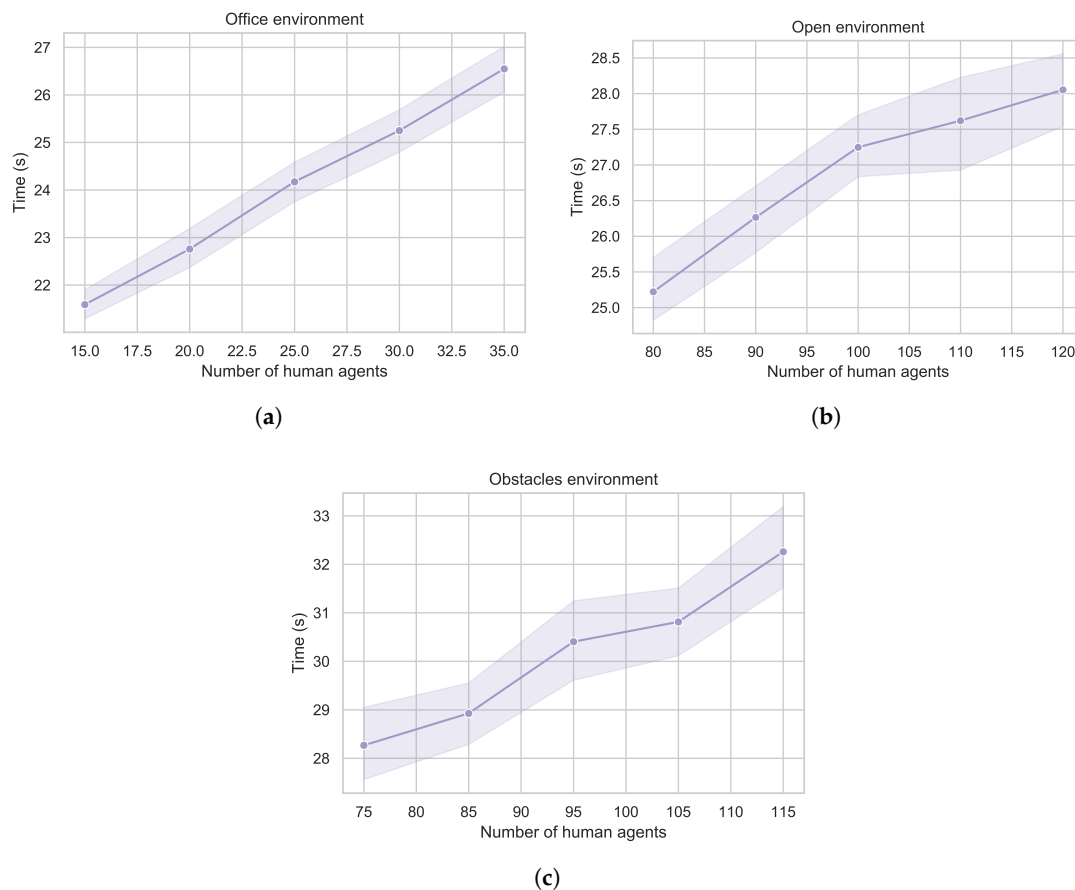 Office environment
27
26
25
24
23
22
Time (s)
15.0 17.5 20.0 22.5 25.0 27.5 30.0 32.5 35.0
Number of human agents
(a)
Open environment
28.5
28.0
27.5
27.0
26.5
26.0
25.5
25.0
Time (s)
80 85 90 95 100 105 110 115 120
Number of human agents
(b)
Obstacles environment
33
32
31
30
29
28
Time (s)
75 80 85 90 95 100 105 110 115
Number of human agents
(c)